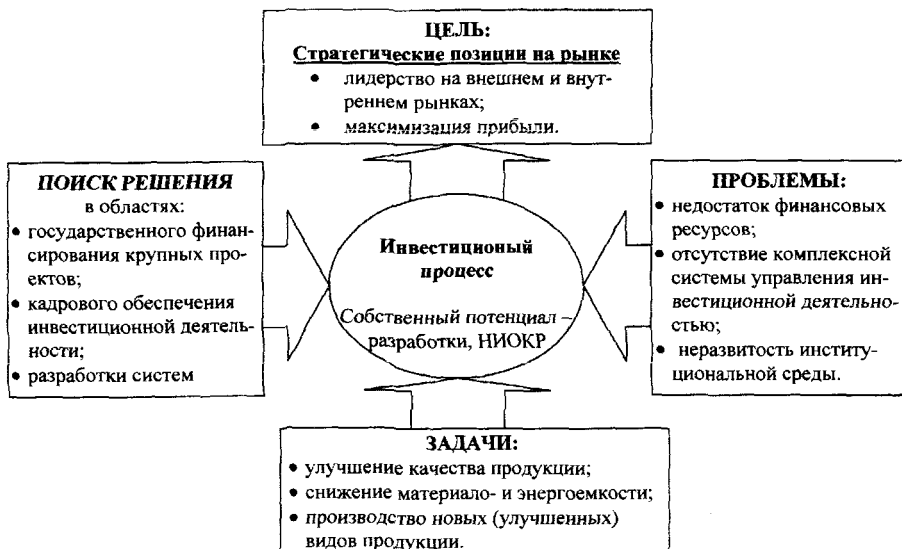 ЦЕЛЬ:
Стратегические позиции на рынке
• лидерство на внешнем и внут-
реннем рынках;
• максимизация прибыли.
ПОИСК РЕШЕНИЯ
в областях:
• государственного финан-
сирования крупных про-
ектов;
• кадрового обеспечения
инвестиционной деятель-
ности;
• разработки систем
Инвестиционый
процесс
Собственный потенциал –
разработки, НИОКР
ПРОБЛЕМЫ:
• недостаток финансовых
ресурсов;
• отсутствие комплексной
системы управления ин-
вестиционной деятельно-
стью;
• неразвитость институ-
циональной среды.
ЗАДАЧИ:
• улучшение качества продукции;
• снижение материало- и энергоемкости;
• производство новых (улучшенных)
видов продукции.